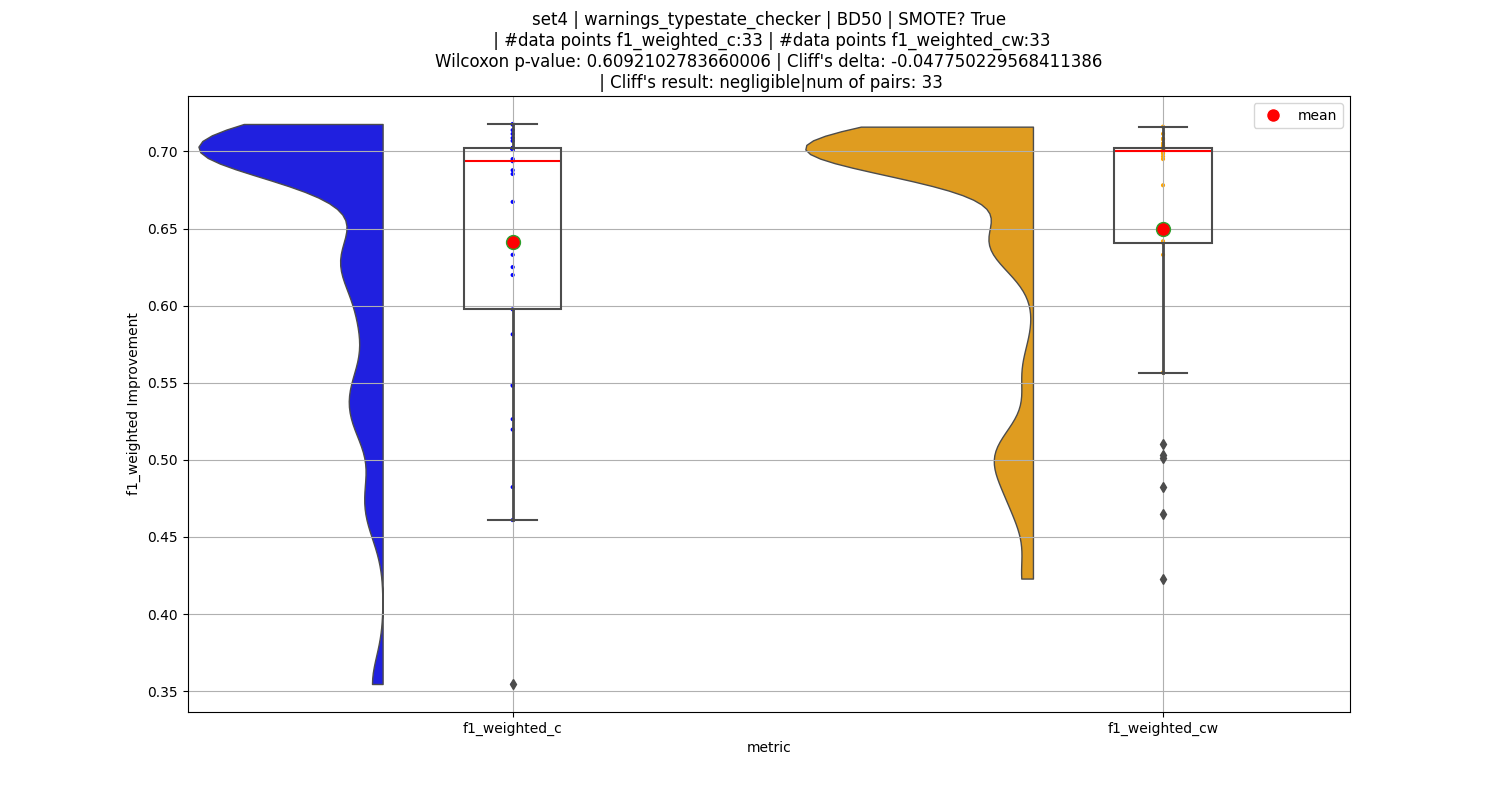 set4 | warnings_typestate_checker | BD50 | SMOTE? True
| #data points f1_weighted_c:33 | #data points f1_weighted_cw:33
Wilcoxon p-value: 0.6092102783660006 | Cliff's delta: -0.047750229568411386
| Cliff's result: negligible|num of pairs: 33
mean
0.70
0.65
0.60
0.55
0.50
0.45
0.40
0.35
f1_weighted Improvement
f1_weighted_c
f1_weighted_cw
metric